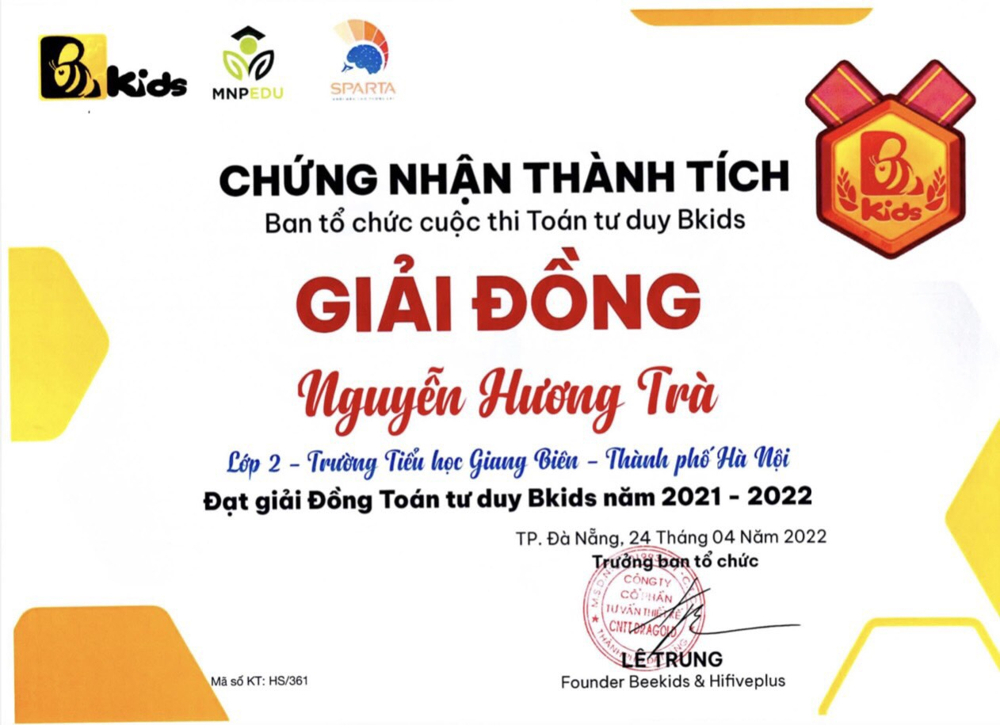 Bkids
MNPEDU
SPARTA
Bkids
CHỨNG NHẬN THÀNH TÍCH
Ban tổ chức cuộc thi Toán tư duy Bkids
GIẢI ĐỒNG
Nguyễn Hương Trà
Lớp 2 – Trường Tiểu học Giang Biên – Thành phố Hà Nội
Đạt giải Đồng Toán tư duy Bkids năm 2021 - 2022
TP. Đà Nẵng, 24 Tháng 04 Năm 2022
Trưởng ban tổ chức
CÔNG TY
CỔ PHẦN
TƯ VẤN THIẾT KẾ
CNTT DRAGOLD
LÊ TRUNG
Founder Beekids & Hifiveplus
Mã số KT: HS/361